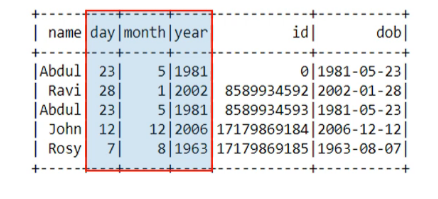 +-----+---+-----+----+-----------+----------+
| name|day|month|year|         id|       dob|
+-----+---+-----+----+-----------+----------+
|Abdul| 23|    5|1981|          0|1981-05-23|
| Ravi| 28|    1|2002| 8589934592|2002-01-28|
|Abdul| 23|    5|1981| 8589934593|1981-05-23|
| John| 12|   12|2006|17179869184|2006-12-12|
| Rosy|  7|    8|1963|17179869185|1963-08-07|
+-----+---+-----+----+-----------+----------+